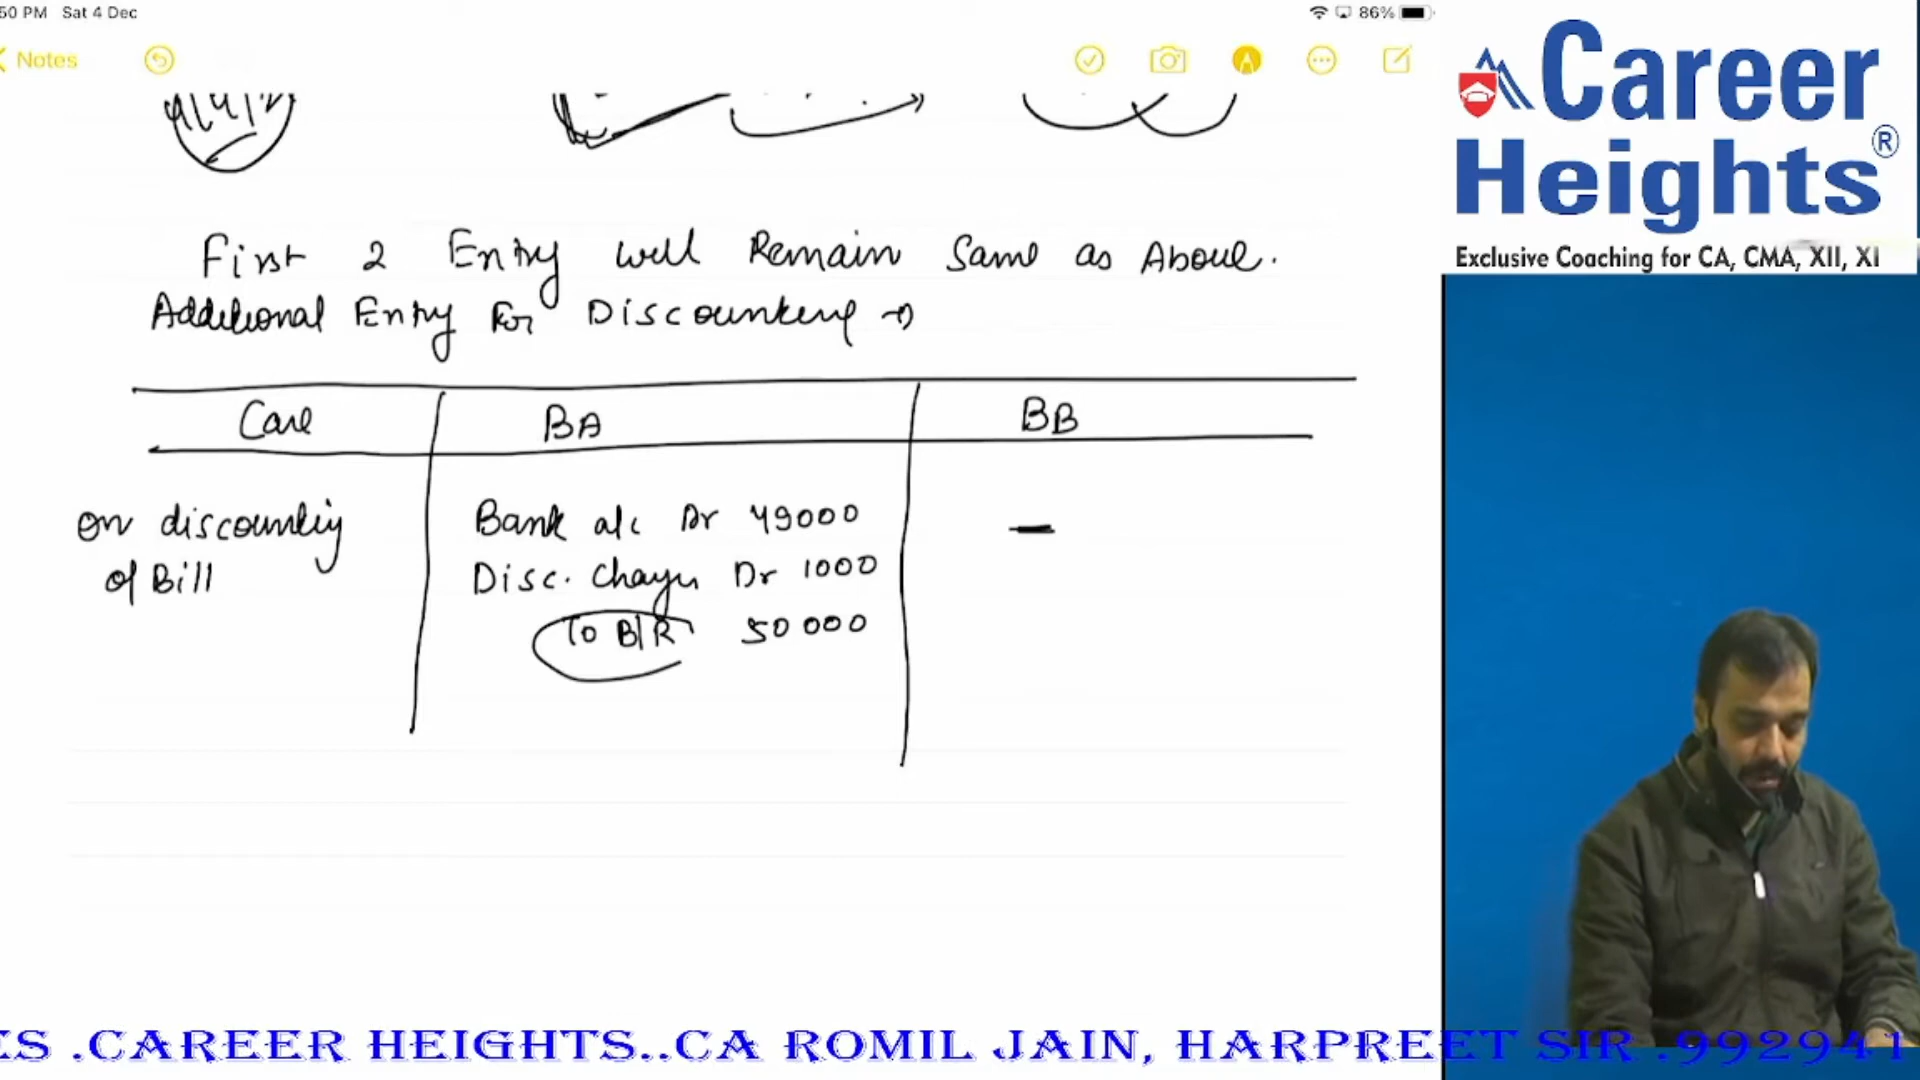 50 PM Sat 4 Dec
86%
Notes
First 2 Entry will Remain Same as Above.
Additional Entry For Discounting →
Case BA BB
on discounting
of Bill
Bank a/c Dr 49000
Disc. Charges Dr 1000
To B/R 50000
—
Career
Heights®
Exclusive Coaching for CA, CMA, XII, XI
ES .CAREER HEIGHTS..CA ROMIL JAIN, HARPREET SIR .992941